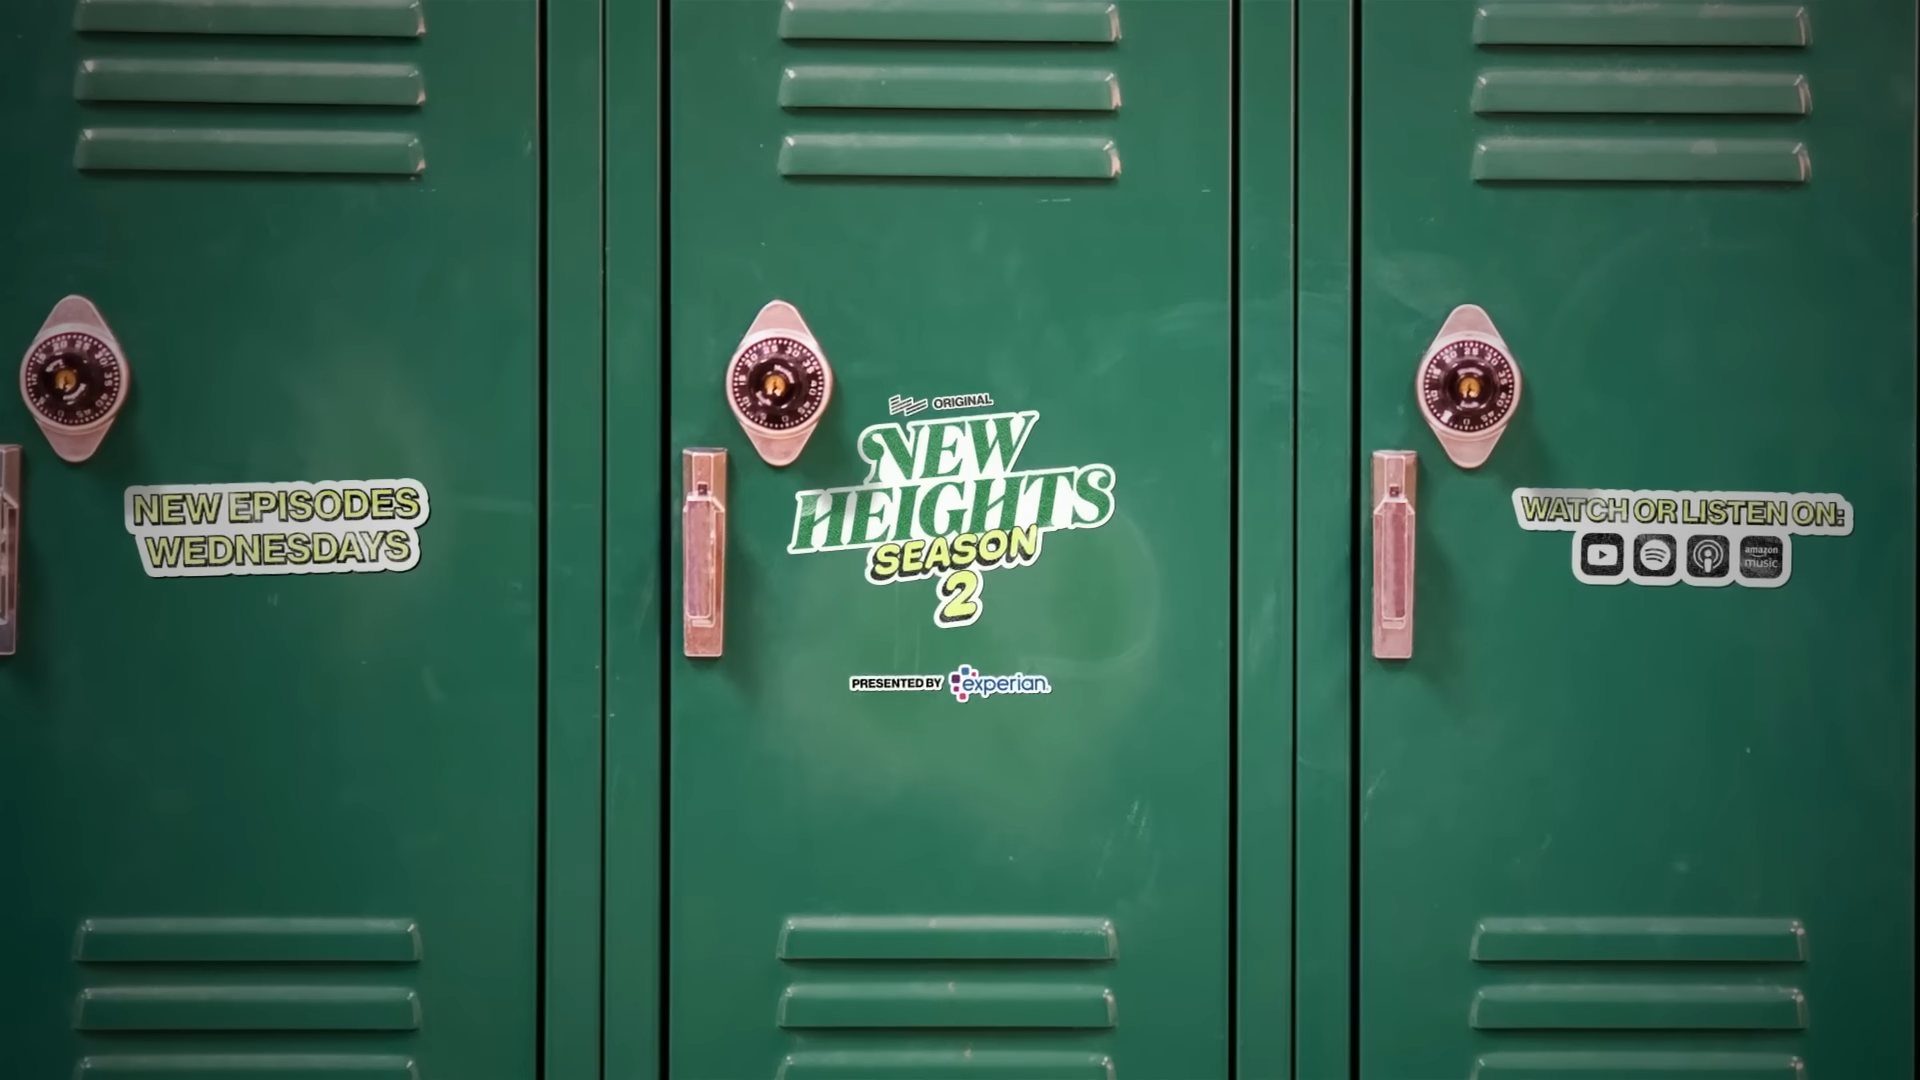 NEW EPISODES
WEDNESDAYS
ORIGINAL
NEW
HEIGHTS
SEASON
2
PRESENTED BY experian.
WATCH OR LISTEN ON:
amazon
music